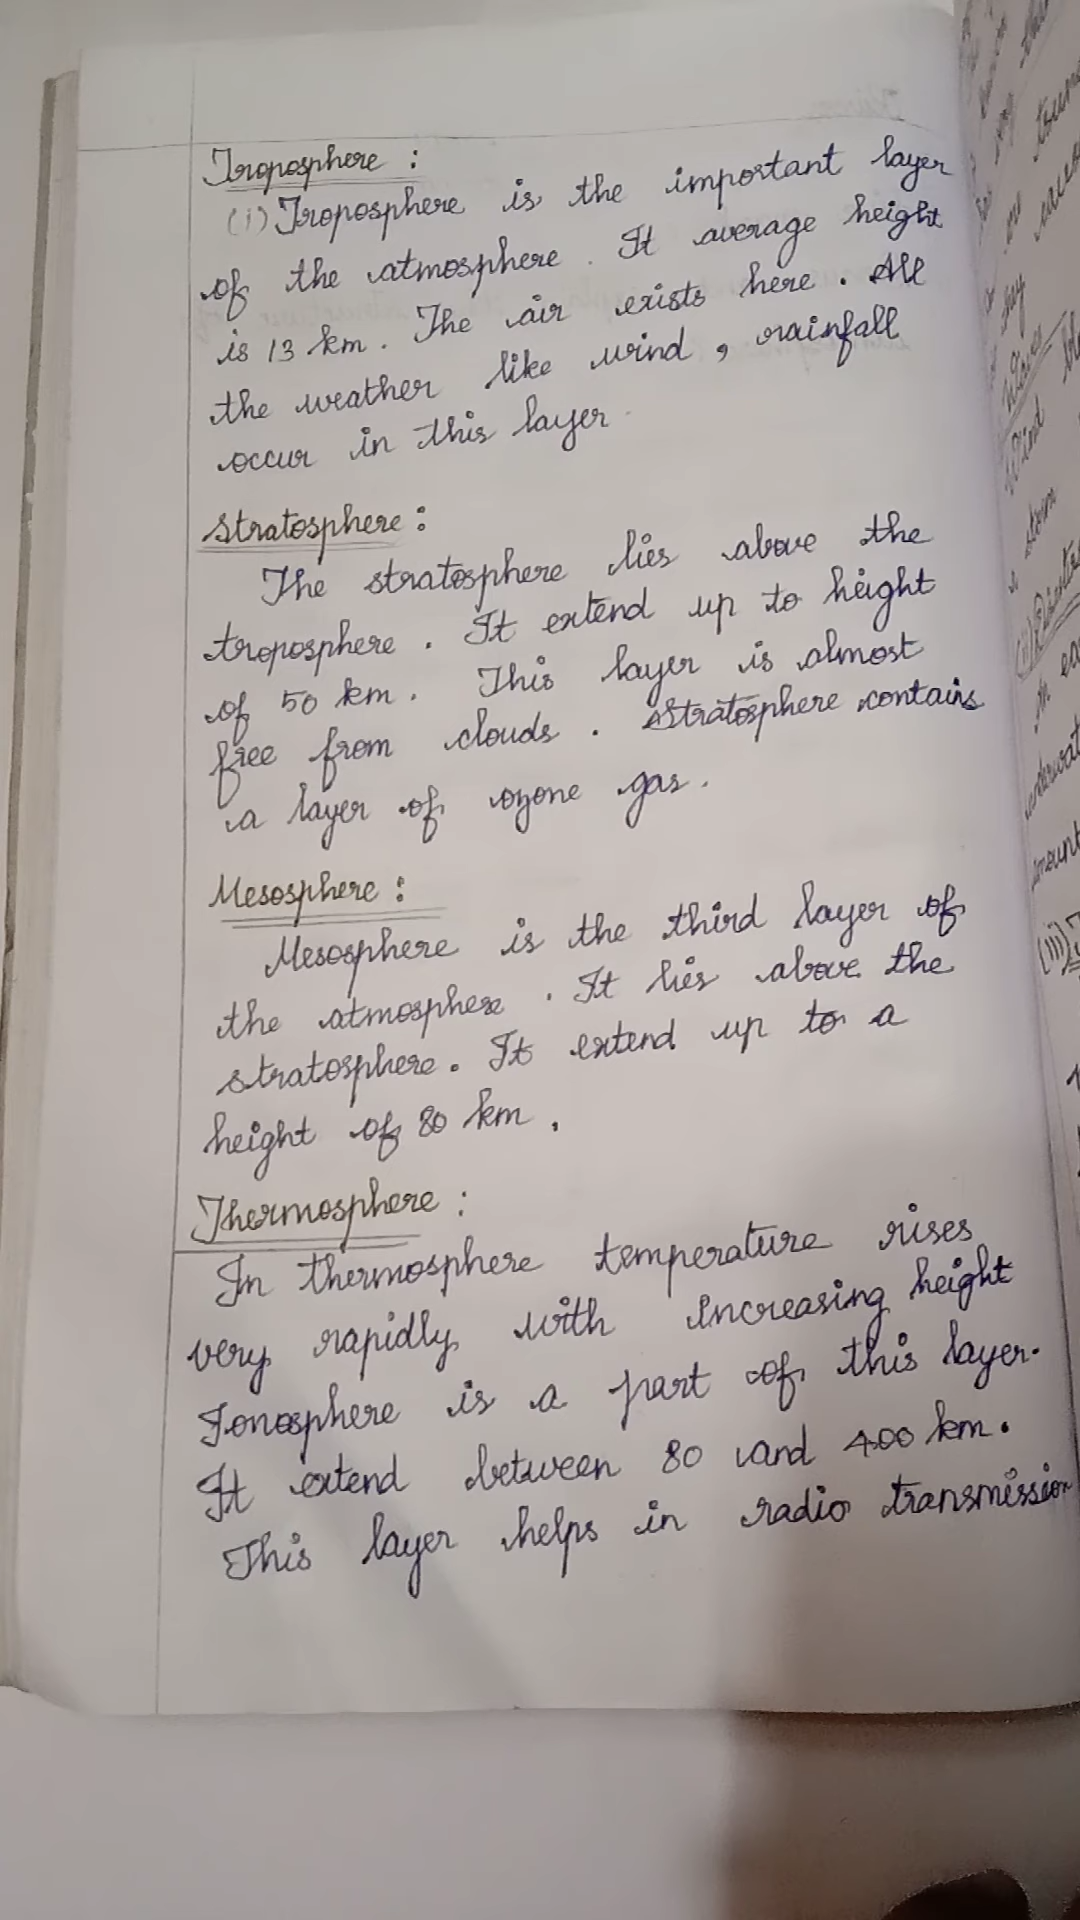 Troposphere :
(i) Troposphere is the important layer
of the atmosphere . It average height
is 13 km . The air exists here . All
the weather like wind , rainfall
occur in this layer
Stratosphere :
The stratosphere lies above the
troposphere . It extend up to height
of 50 km . This layer is almost
free from clouds . Stratosphere contains
a layer of ozone gas .
Mesosphere :
Mesosphere is the third layer of
the atmosphere . It lies above the
stratosphere . It extend up to a
height of 80 km .
Thermosphere :
In thermosphere temperature rises
very rapidly with increasing height
Ionosphere is a part of this layer .
It extend between 80 and 400 km .
This layer helps in radio transmission